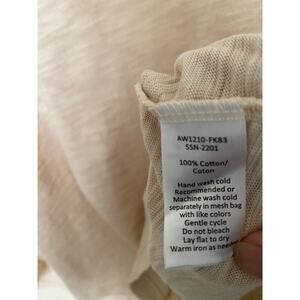 AW1210-FK83
SSN-2201
100% Cotton/
Coton
Hand wash cold
Recommended or
Machine wash cold
separately in mesh bag
with like colors
Gentle cycle
Do not bleach
Lay flat to dry
Warm iron as